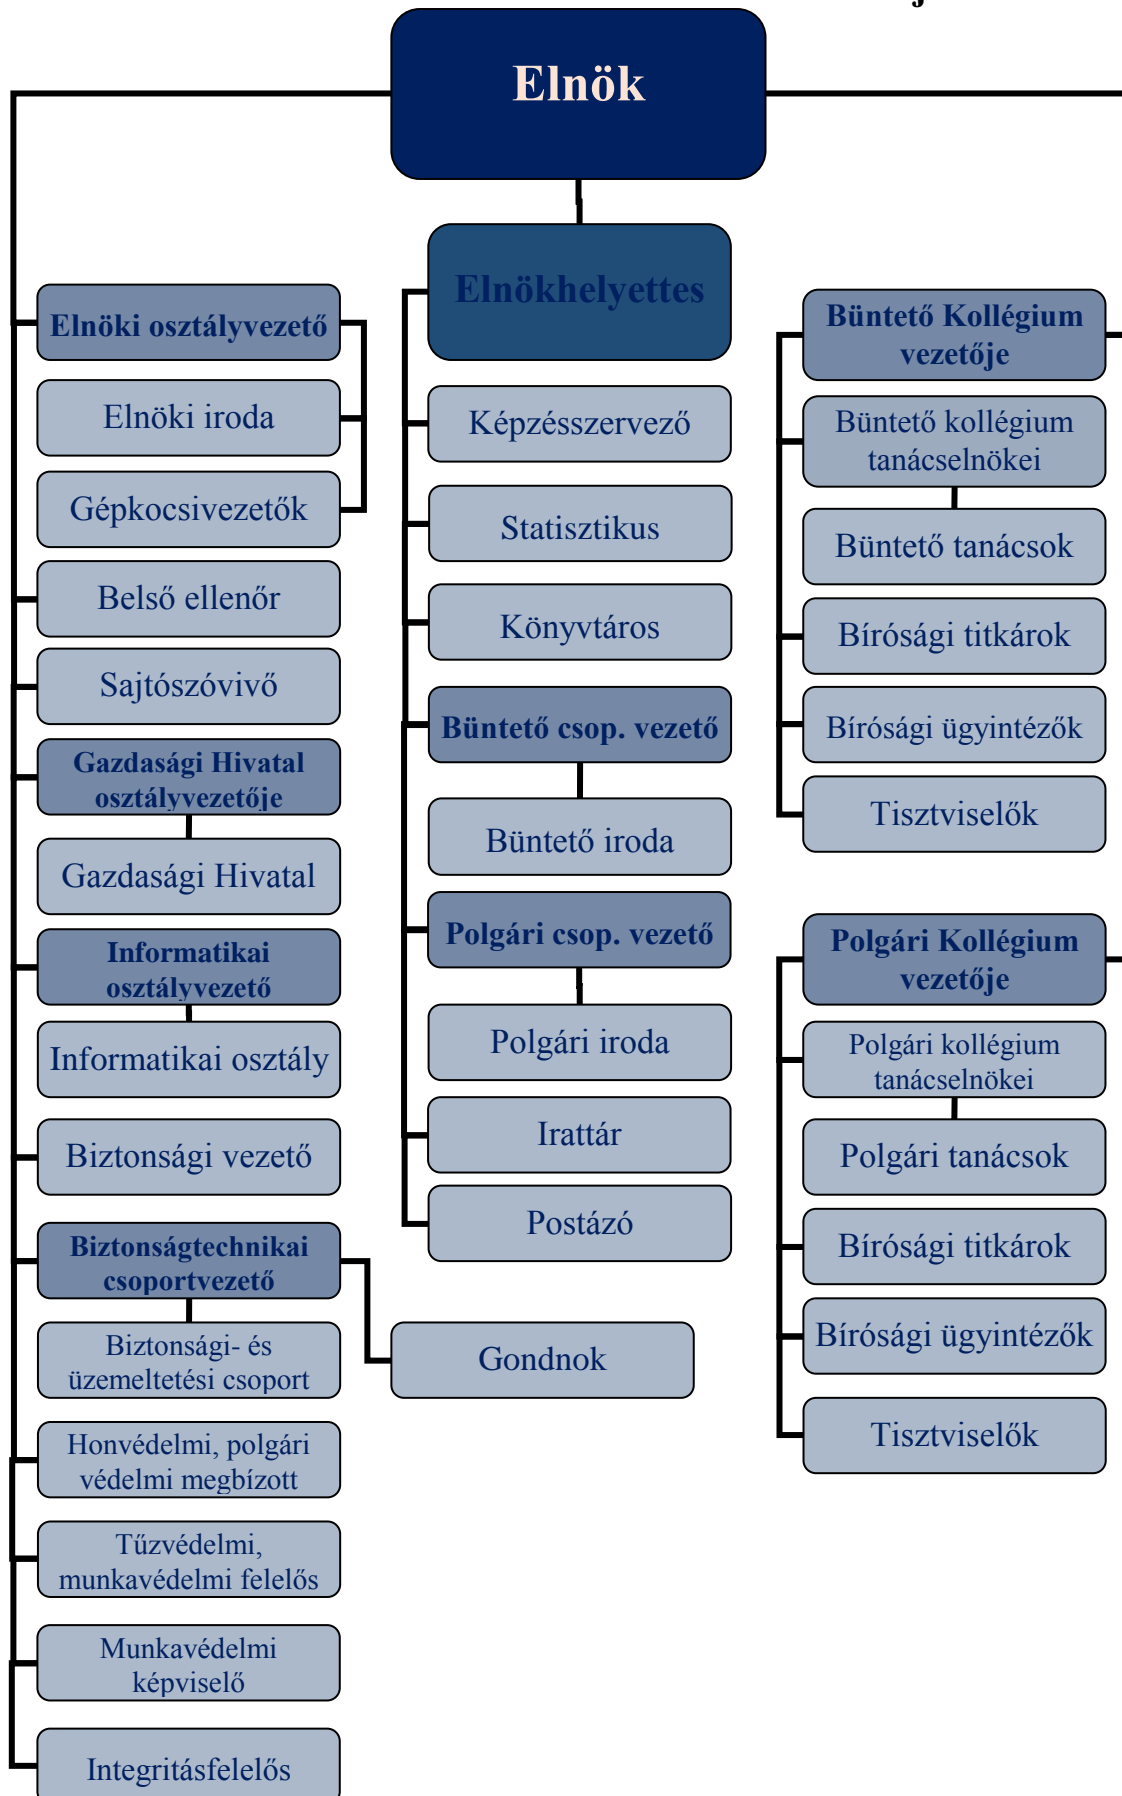 Elnök
Elnöki osztályvezető
Elnöki iroda
Gépkocsivezetők
Belső ellenőr
Sajtószóvivő
Gazdasági Hivatal
osztályvezetője
Gazdasági Hivatal
Informatikai
osztályvezető
Informatikai osztály
Biztonsági vezető
Biztonságtechnikai
csoportvezető
Biztonsági- és
üzemeltetési csoport
Gondnok
Honvédelmi, polgári
védelmi megbízott
Tűzvédelmi,
munkavédelmi felelős
Munkavédelmi
képviselő
Integritásfelelős
Elnökhelyettes
Képzésszervező
Statisztikus
Könyvtáros
Büntető csop. vezető
Büntető iroda
Polgári csop. vezető
Polgári iroda
Irattár
Postázó
Büntető Kollégium
vezetője
Büntető kollégium
tanácselnökei
Büntető tanácsok
Bírósági titkárok
Bírósági ügyintézők
Tisztviselők
Polgári Kollégium
vezetője
Polgári kollégium
tanácselnökei
Polgári tanácsok
Bírósági titkárok
Bírósági ügyintézők
Tisztviselők